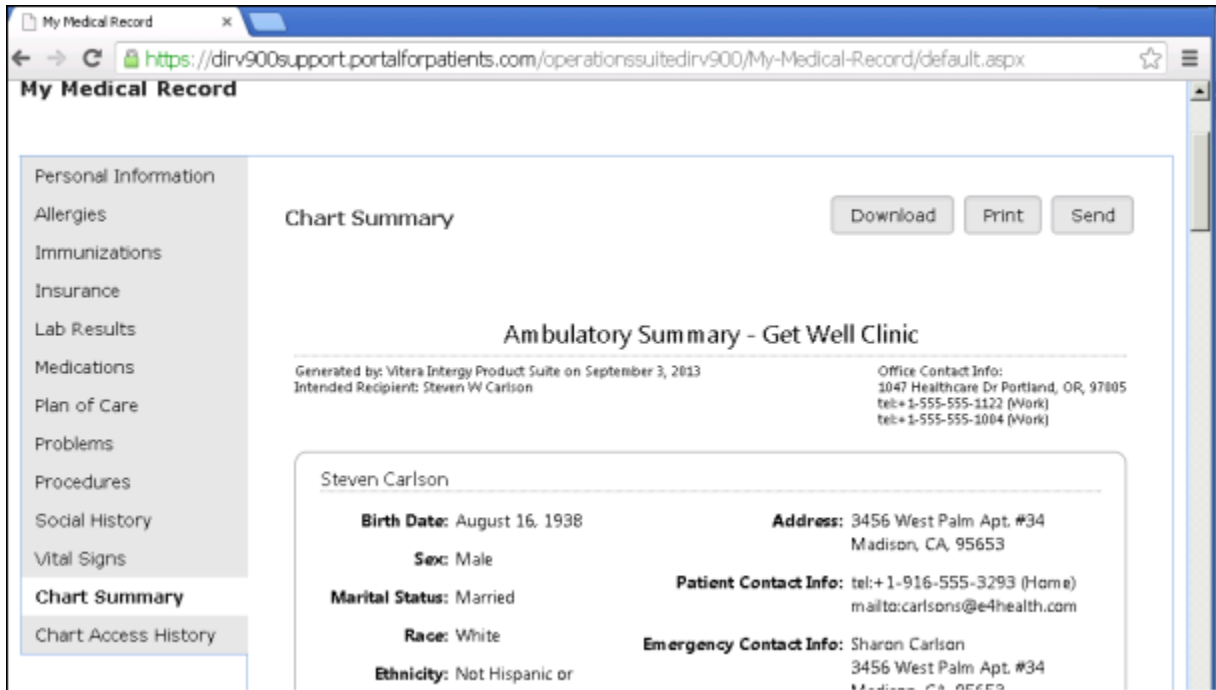 My Medical Record
https://dirv900support.portalforpatients.com/operationssuitedirv900/My-Medical-Record/default.aspx
My Medical Record
Personal Information
Allergies
Immunizations
Insurance
Lab Results
Medications
Plan of Care
Problems
Procedures
Social History
Vital Signs
Chart Summary
Chart Access History
Chart Summary
Download
Print
Send
Ambulatory Summary - Get Well Clinic
Generated by: Vitera Intergy Product Suite on September 3, 2013
Intended Recipient: Steven W Carlson
Office Contact Info:
1047 Healthcare Dr Portland, OR, 97005
tel:+1-555-555-1122 (Work)
tel:+1-555-555-1004 (Work)
Steven Carlson
Birth Date: August 16, 1938
Sex: Male
Marital Status: Married
Race: White
Ethnicity: Not Hispanic or
Address: 3456 West Palm Apt. #34
Madison, CA, 95653
Patient Contact Info: tel:+1-916-555-3293 (Home)
mailto:carlsons@e4health.com
Emergency Contact Info: Sharon Carlson
3456 West Palm Apt. #34
Madison, CA, 95653